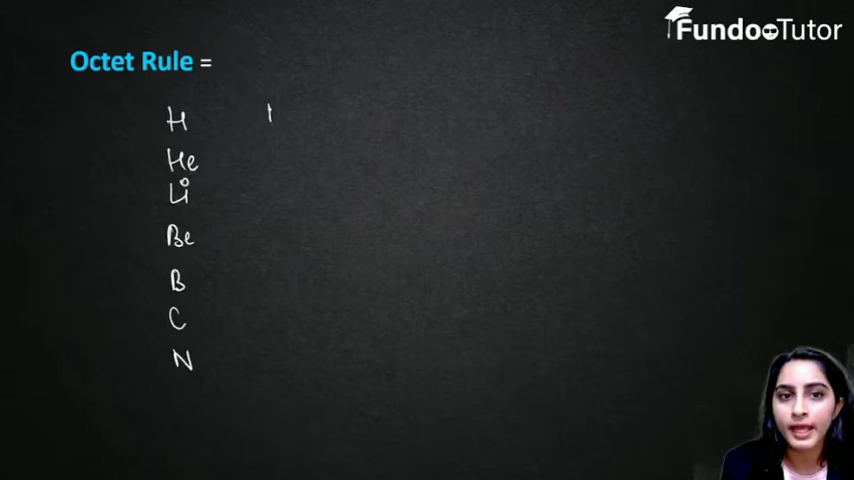 FundooTutor
Octet Rule =
H 1
He
Li
Be
B
C
N